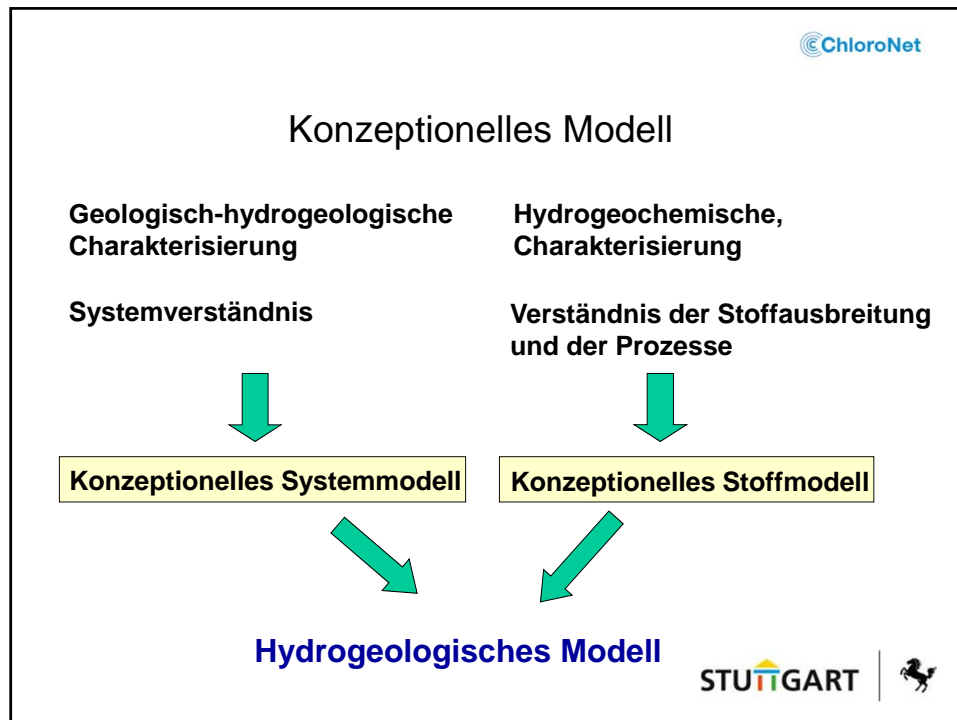 ChloroNet
Konzeptionelles Modell
Geologisch-hydrogeologische
Charakterisierung
Systemverständnis
Hydrogeochemische,
Charakterisierung
Verständnis der Stoffausbreitung
und der Prozesse
Konzeptionelles Systemmodell
Konzeptionelles Stoffmodell
Hydrogeologisches Modell
STUTTGART